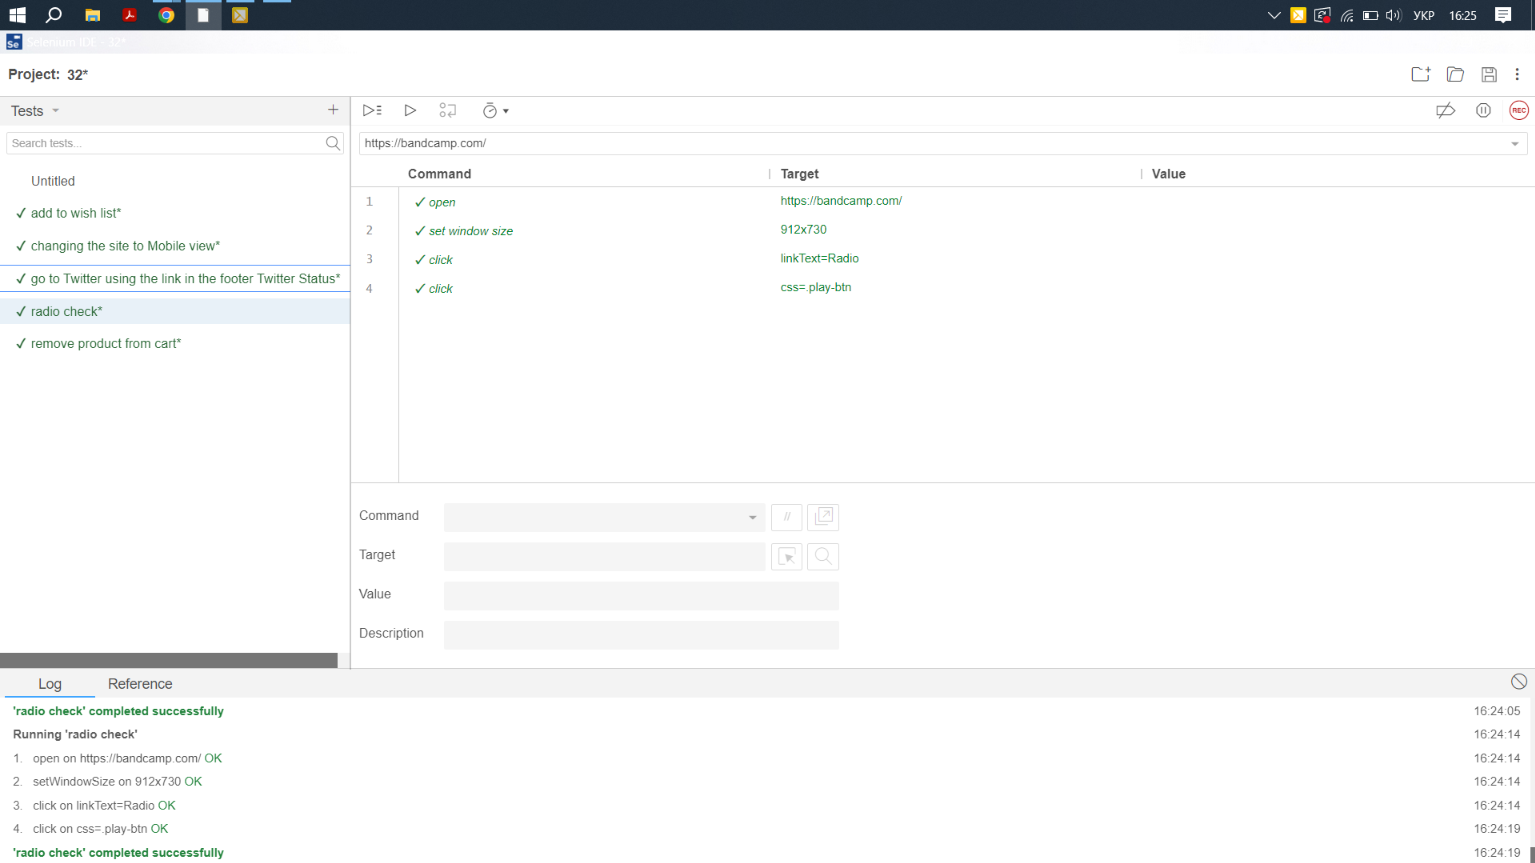 УКР
16:25
Se Selenium IDE - 32*
Project: 32*
Tests
REC
Search tests...
https://bandcamp.com/
Command Target Value
Untitled
1 ✓ open https://bandcamp.com/
✓ add to wish list*
2 ✓ set window size 912x730
✓ changing the site to Mobile view*
3 ✓ click linkText=Radio
✓ go to Twitter using the link in the footer Twitter Status*
4 ✓ click css=.play-btn
✓ radio check*
✓ remove product from cart*
Command
//
Target
Value
Description
Log Reference
'radio check' completed successfully 16:24:05
Running 'radio check' 16:24:14
1. open on https://bandcamp.com/ OK 16:24:14
2. setWindowSize on 912x730 OK 16:24:14
3. click on linkText=Radio OK 16:24:14
4. click on css=.play-btn OK 16:24:19
'radio check' completed successfully 16:24:19